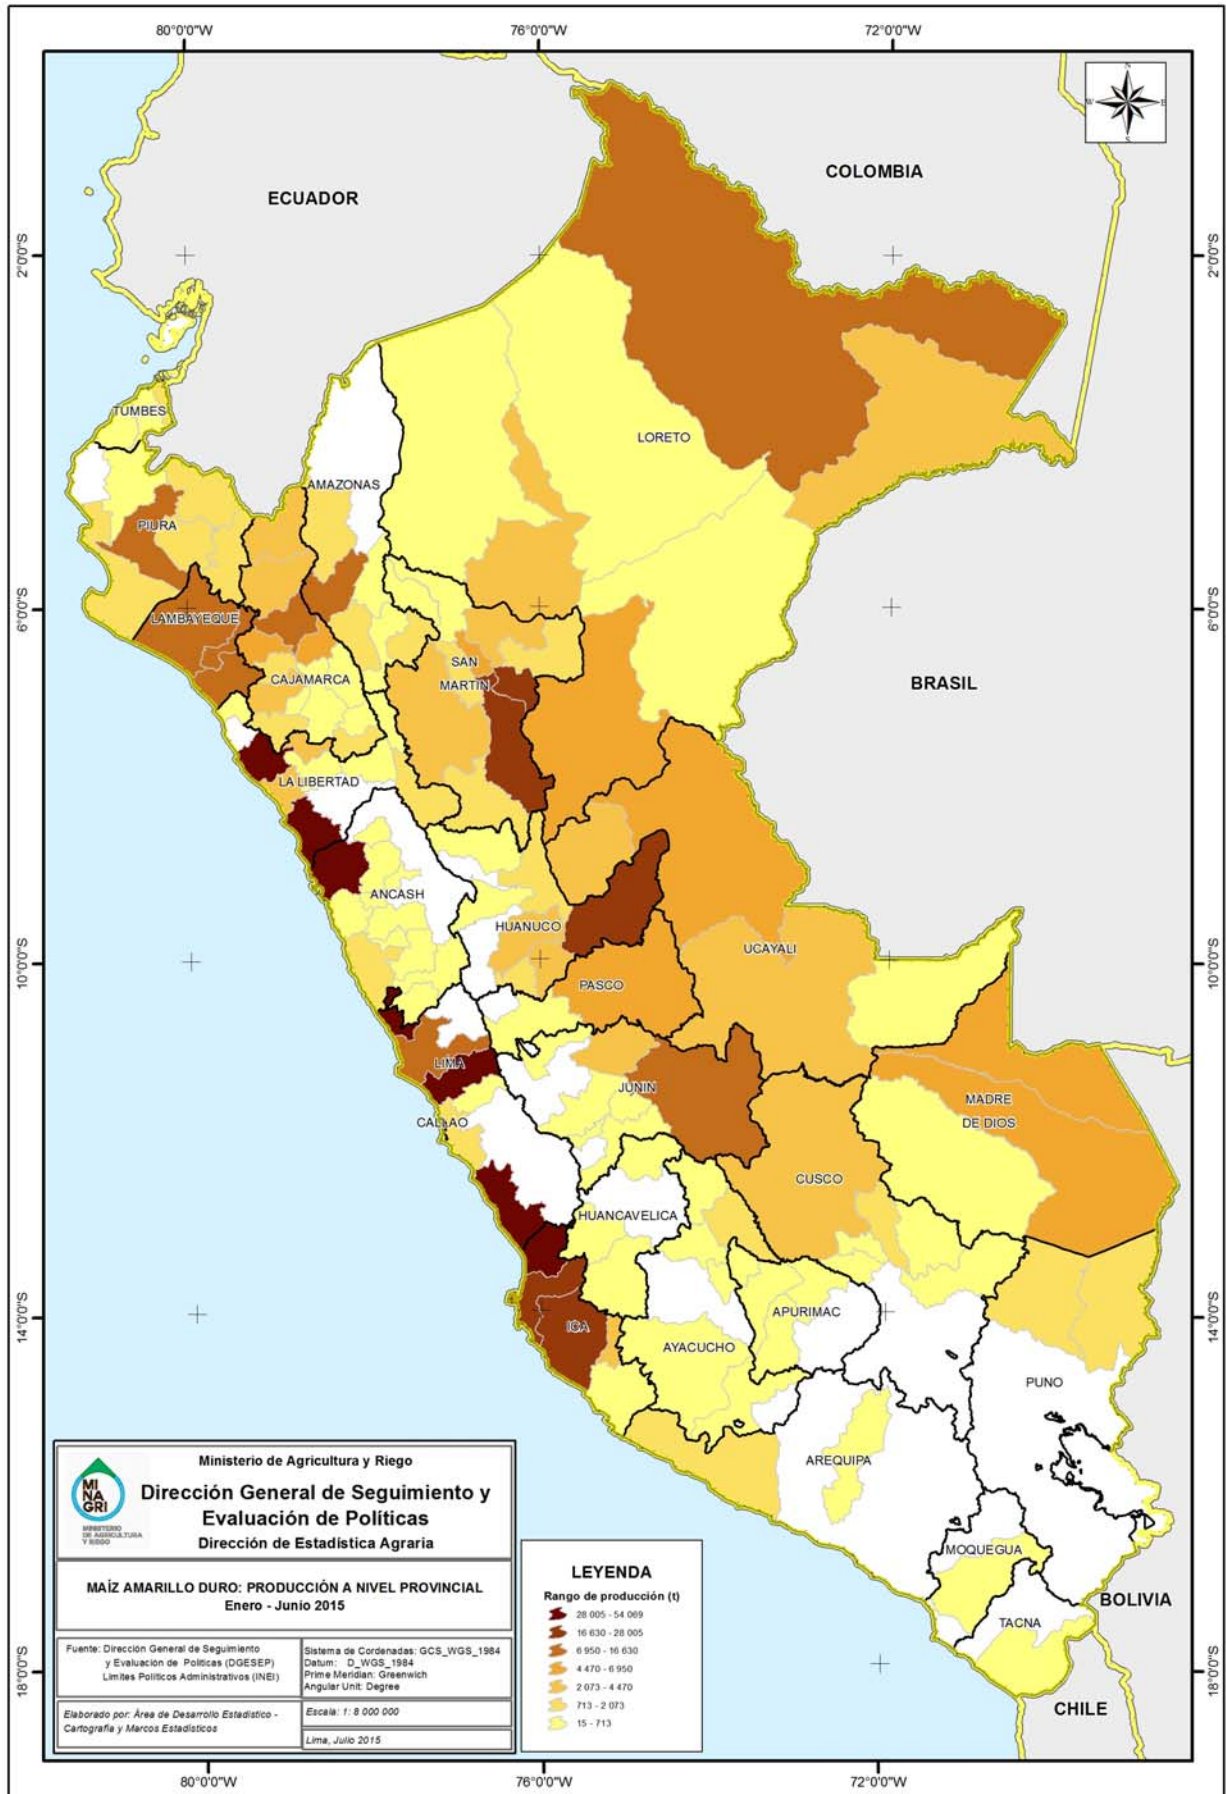 80°0'0"W
76°0'0"W
72°0'0"W
N
W
E
S
COLOMBIA
ECUADOR
2°0'0"S
2°0'0"S
TUMBES
LORETO
AMAZONAS
PIURA
6°0'0"S
6°0'0"S
LAMBAYEQUE
SAN
MARTIN
CAJAMARCA
BRASIL
LA LIBERTAD
ANCASH
HUANUCO
UCAYALI
10°0'0"S
10°0'0"S
PASCO
LIMA
JUNIN
MADRE
DE DIOS
CALLAO
CUSCO
HUANCAVELICA
14°0'0"S
14°0'0"S
APURIMAC
ICA
AYACUCHO
PUNO
AREQUIPA
MOQUEGUA
BOLIVIA
TACNA
18°0'0"S
18°0'0"S
CHILE
MI
NA
GRI
MINISTERIO
DE AGRICULTURA
Y RIEGO
Ministerio de Agricultura y Riego
Dirección General de Seguimiento y
Evaluación de Políticas
Dirección de Estadística Agraria
MAÍZ AMARILLO DURO: PRODUCCIÓN A NIVEL PROVINCIAL
Enero - Junio 2015
Fuente: Dirección General de Seguimiento
y Evaluación de Políticas (DGESEP)
Límites Políticos Administrativos (INEI)
Sistema de Cordenadas: GCS_WGS_1984
Datum: D_WGS_1984
Prime Meridian: Greenwich
Angular Unit: Degree
Elaborado por: Área de Desarrollo Estadístico -
Cartografía y Marcos Estadísticos
Escala: 1: 8 000 000
Lima, Julio 2015
LEYENDA
Rango de producción (t)
28 005 - 54 069
16 630 - 28 005
6 950 - 16 630
4 470 - 6 950
2 073 - 4 470
713 - 2 073
15 - 713
80°0'0"W
76°0'0"W
72°0'0"W